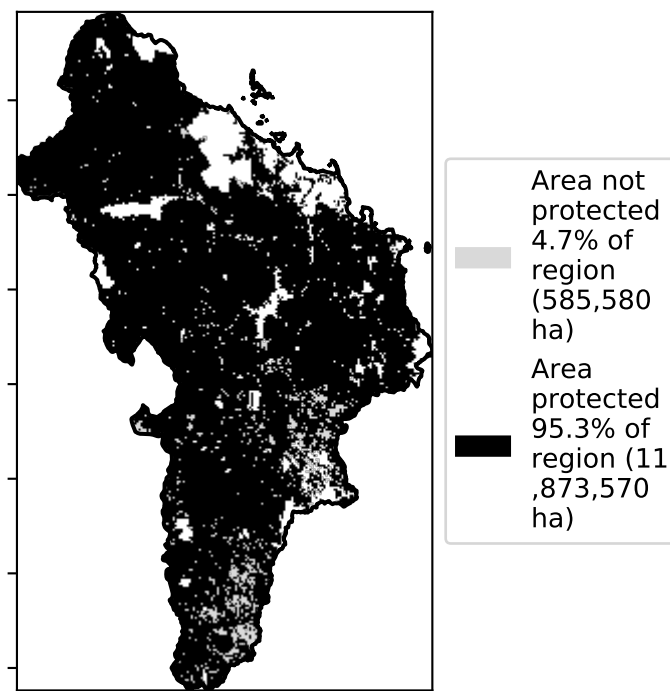 Area not
protected
4.7% of
region
(585,580
ha)
Area
protected
95.3% of
region (11
,873,570
ha)